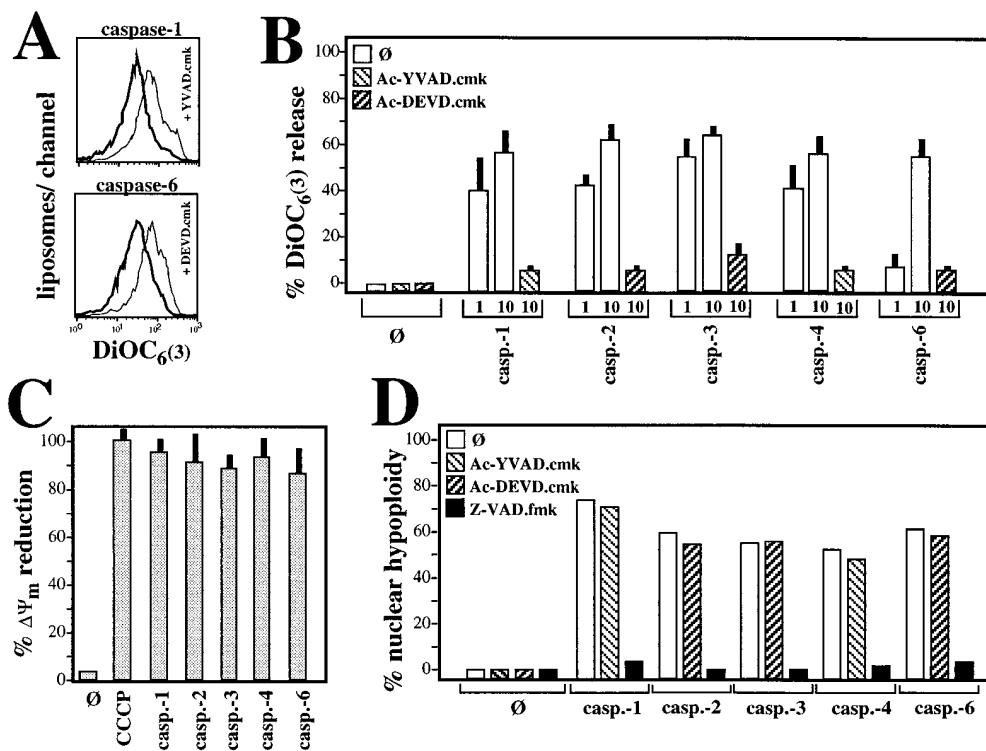 A
caspase-1
+ YVAD.cmk
caspase-6
+ DEVD.cmk
liposomes/ channel
10⁰ 10¹ 10² 10³
DiOC₆(3)
B
% DiOC₆(3) release
100
80
60
40
20
0
Ø
Ac-YVAD.cmk
Ac-DEVD.cmk
1 10 10 1 10 10 1 10 10 1 10 10 1 10 10
Ø casp.-1 casp.-2 casp.-3 casp.-4 casp.-6
C
% ΔΨm reduction
100
80
60
40
20
0
Ø CCCP casp.-1 casp.-2 casp.-3 casp.-4 casp.-6
D
% nuclear hypoploidy
100
80
60
40
20
0
Ø
Ac-YVAD.cmk
Ac-DEVD.cmk
Z-VAD.fmk
Ø casp.-1 casp.-2 casp.-3 casp.-4 casp.-6